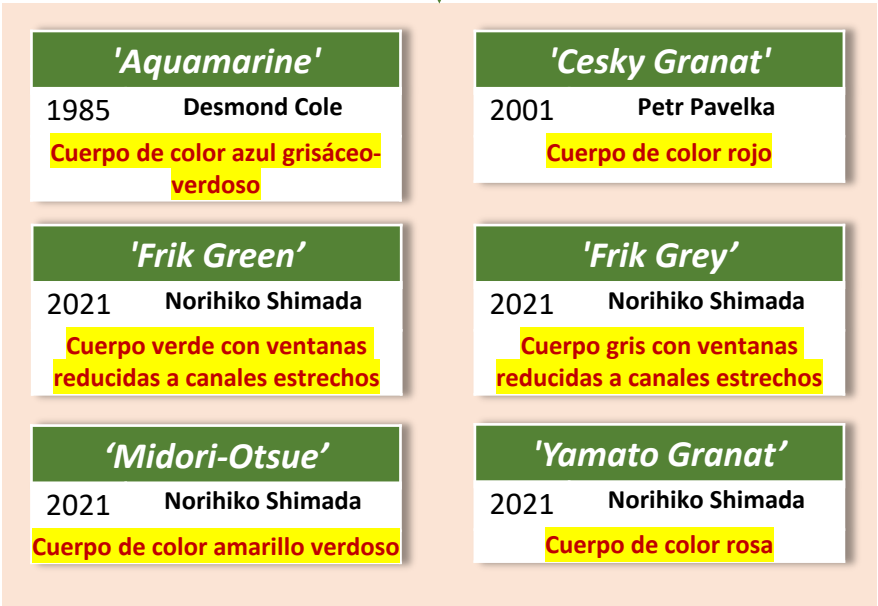 'Aquamarine'
1985 Desmond Cole
Cuerpo de color azul grisáceo-
verdoso
'Cesky Granat'
2001 Petr Pavelka
Cuerpo de color rojo
'Frik Green’
2021 Norihiko Shimada
Cuerpo verde con ventanas
reducidas a canales estrechos
'Frik Grey’
2021 Norihiko Shimada
Cuerpo gris con ventanas
reducidas a canales estrechos
‘Midori-Otsue’
2021 Norihiko Shimada
Cuerpo de color amarillo verdoso
'Yamato Granat’
2021 Norihiko Shimada
Cuerpo de color rosa